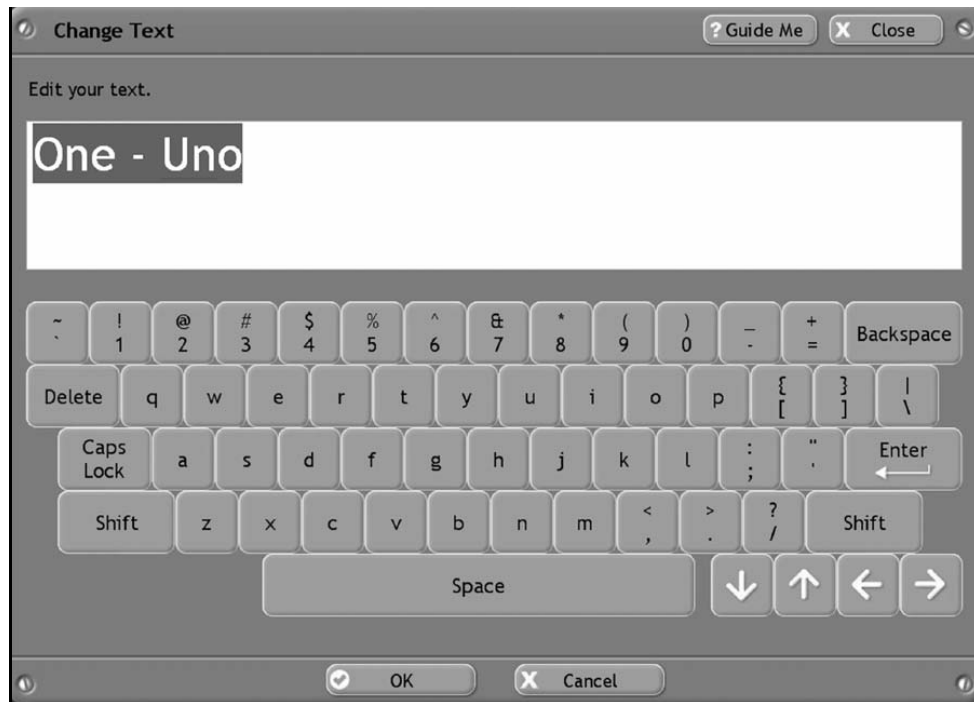 Change Text
? Guide Me
X Close
Edit your text.
One - Uno
~ ! @ # $ % ^ & * ( ) _ +
` 1 2 3 4 5 6 7 8 9 0 - = Backspace
Delete q w e r t y u i o p { [ } ] | \
Caps Lock a s d f g h j k l : ; " ' Enter
Shift z x c v b n m < , > . ? / Shift
Space ↓ ↑ ← →
OK X Cancel